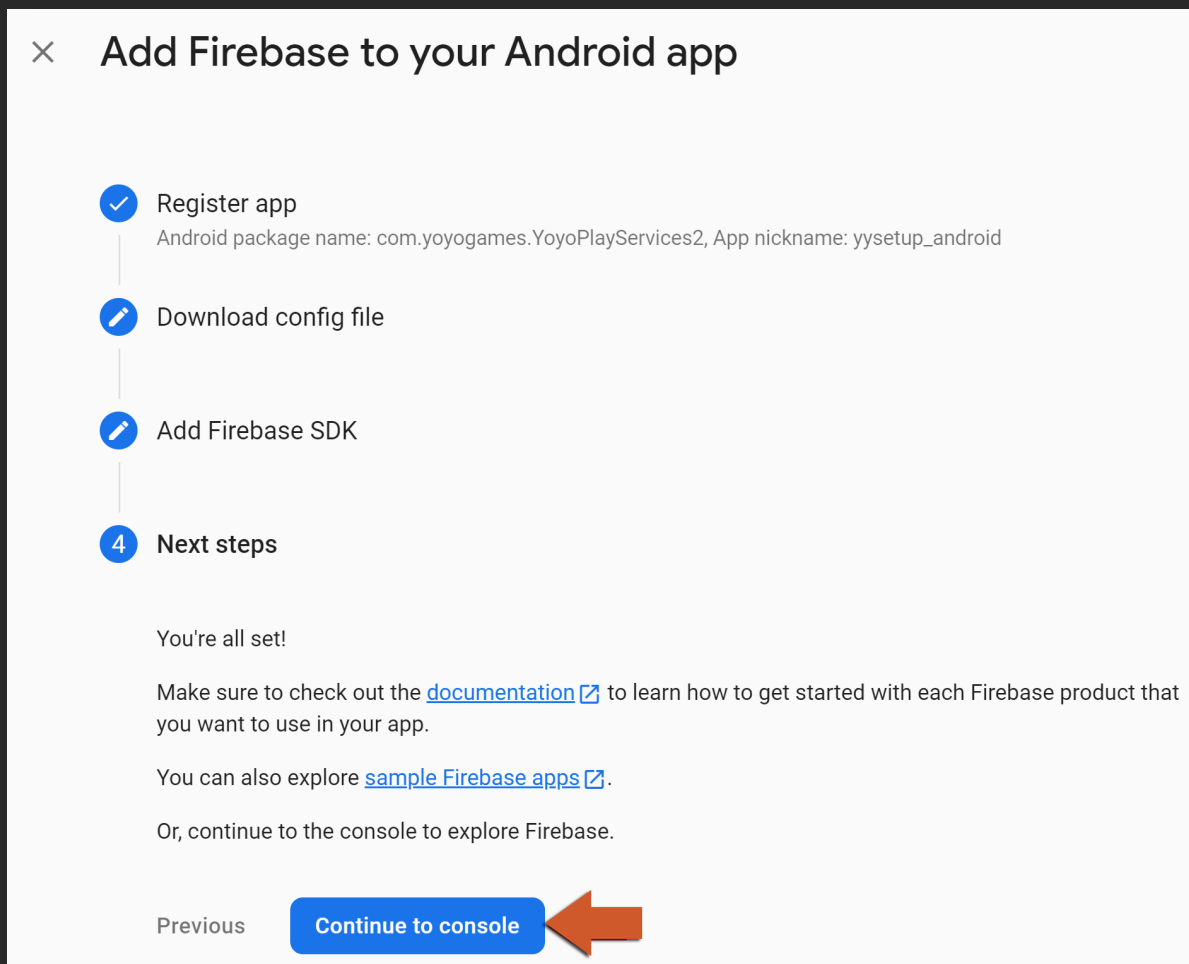 Add Firebase to your Android app
Register app
Android package name: com.yoyogames.YoyoPlayServices2, App nickname: yysetup_android
Download config file
Add Firebase SDK
4 Next steps
You're all set!
Make sure to check out the documentation to learn how to get started with each Firebase product that
you want to use in your app.
You can also explore sample Firebase apps.
Or, continue to the console to explore Firebase.
Previous Continue to console